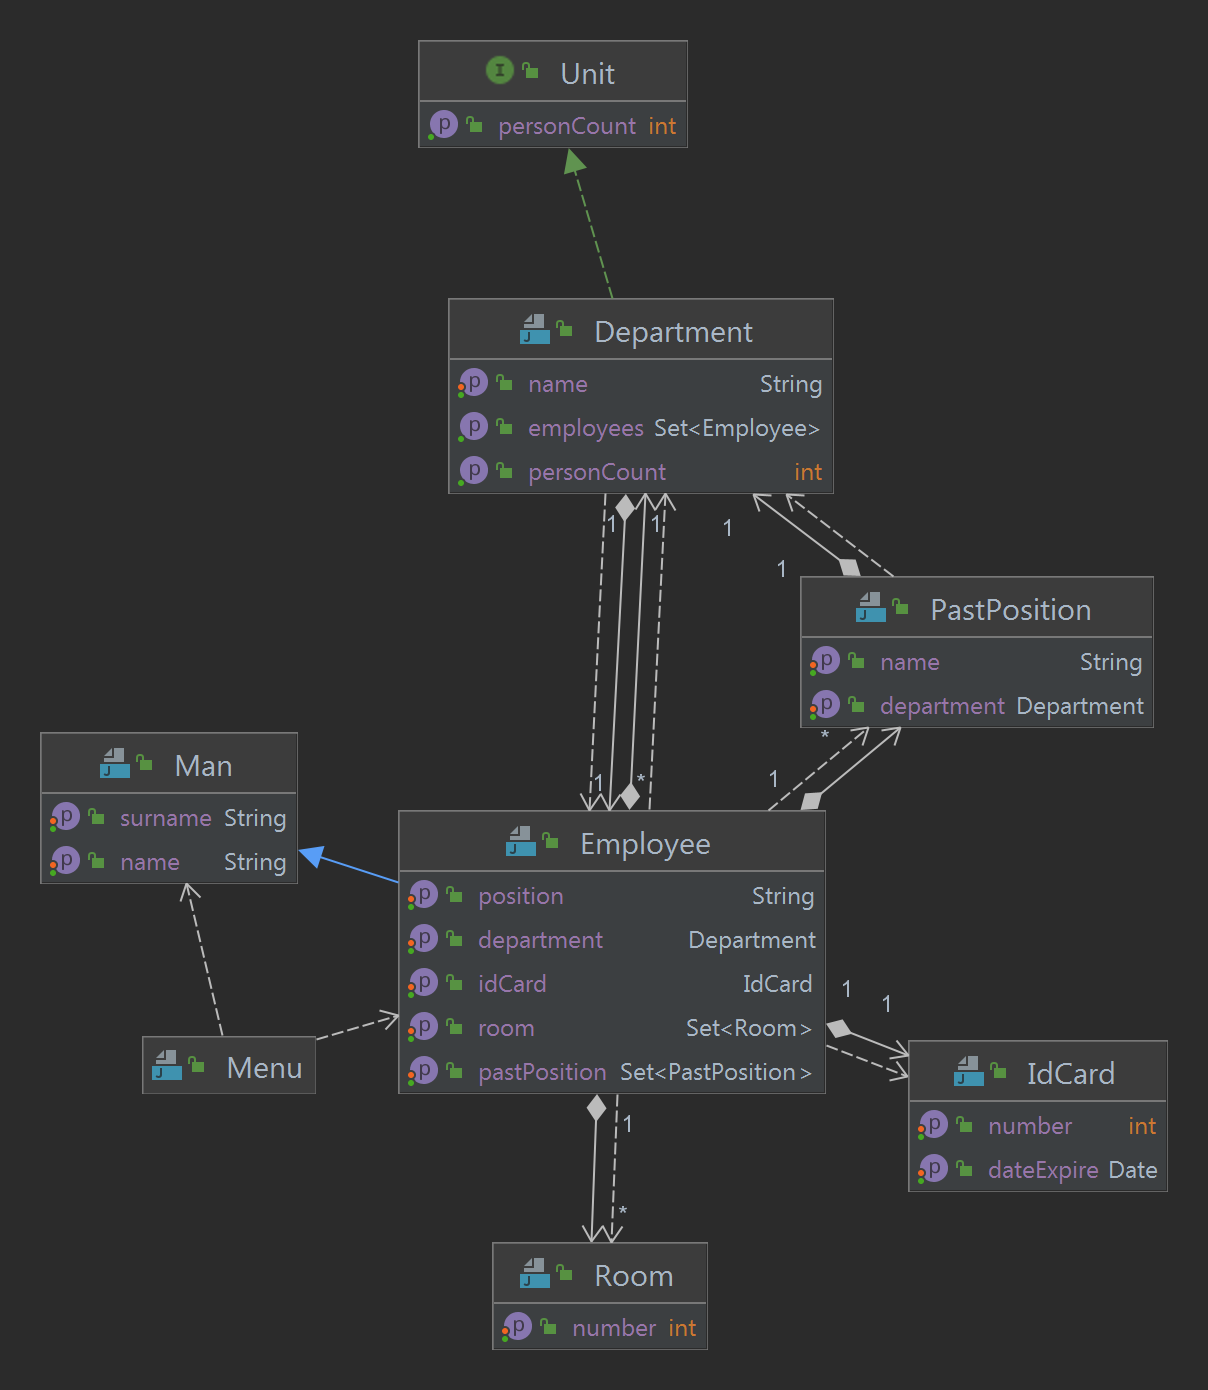 I Unit
p personCount int
J Department
p name String
p employees Set<Employee>
p personCount int
1 1 1
1
J PastPosition
p name String
p department Department
*
J Man
p surname String
p name String
1 * 1
J Employee
p position String
p department Department
p idCard IdCard
p room Set<Room>
p pastPosition Set<PastPosition>
1 1
J Menu
J IdCard
p number int
p dateExpire Date
1
*
J Room
p number int